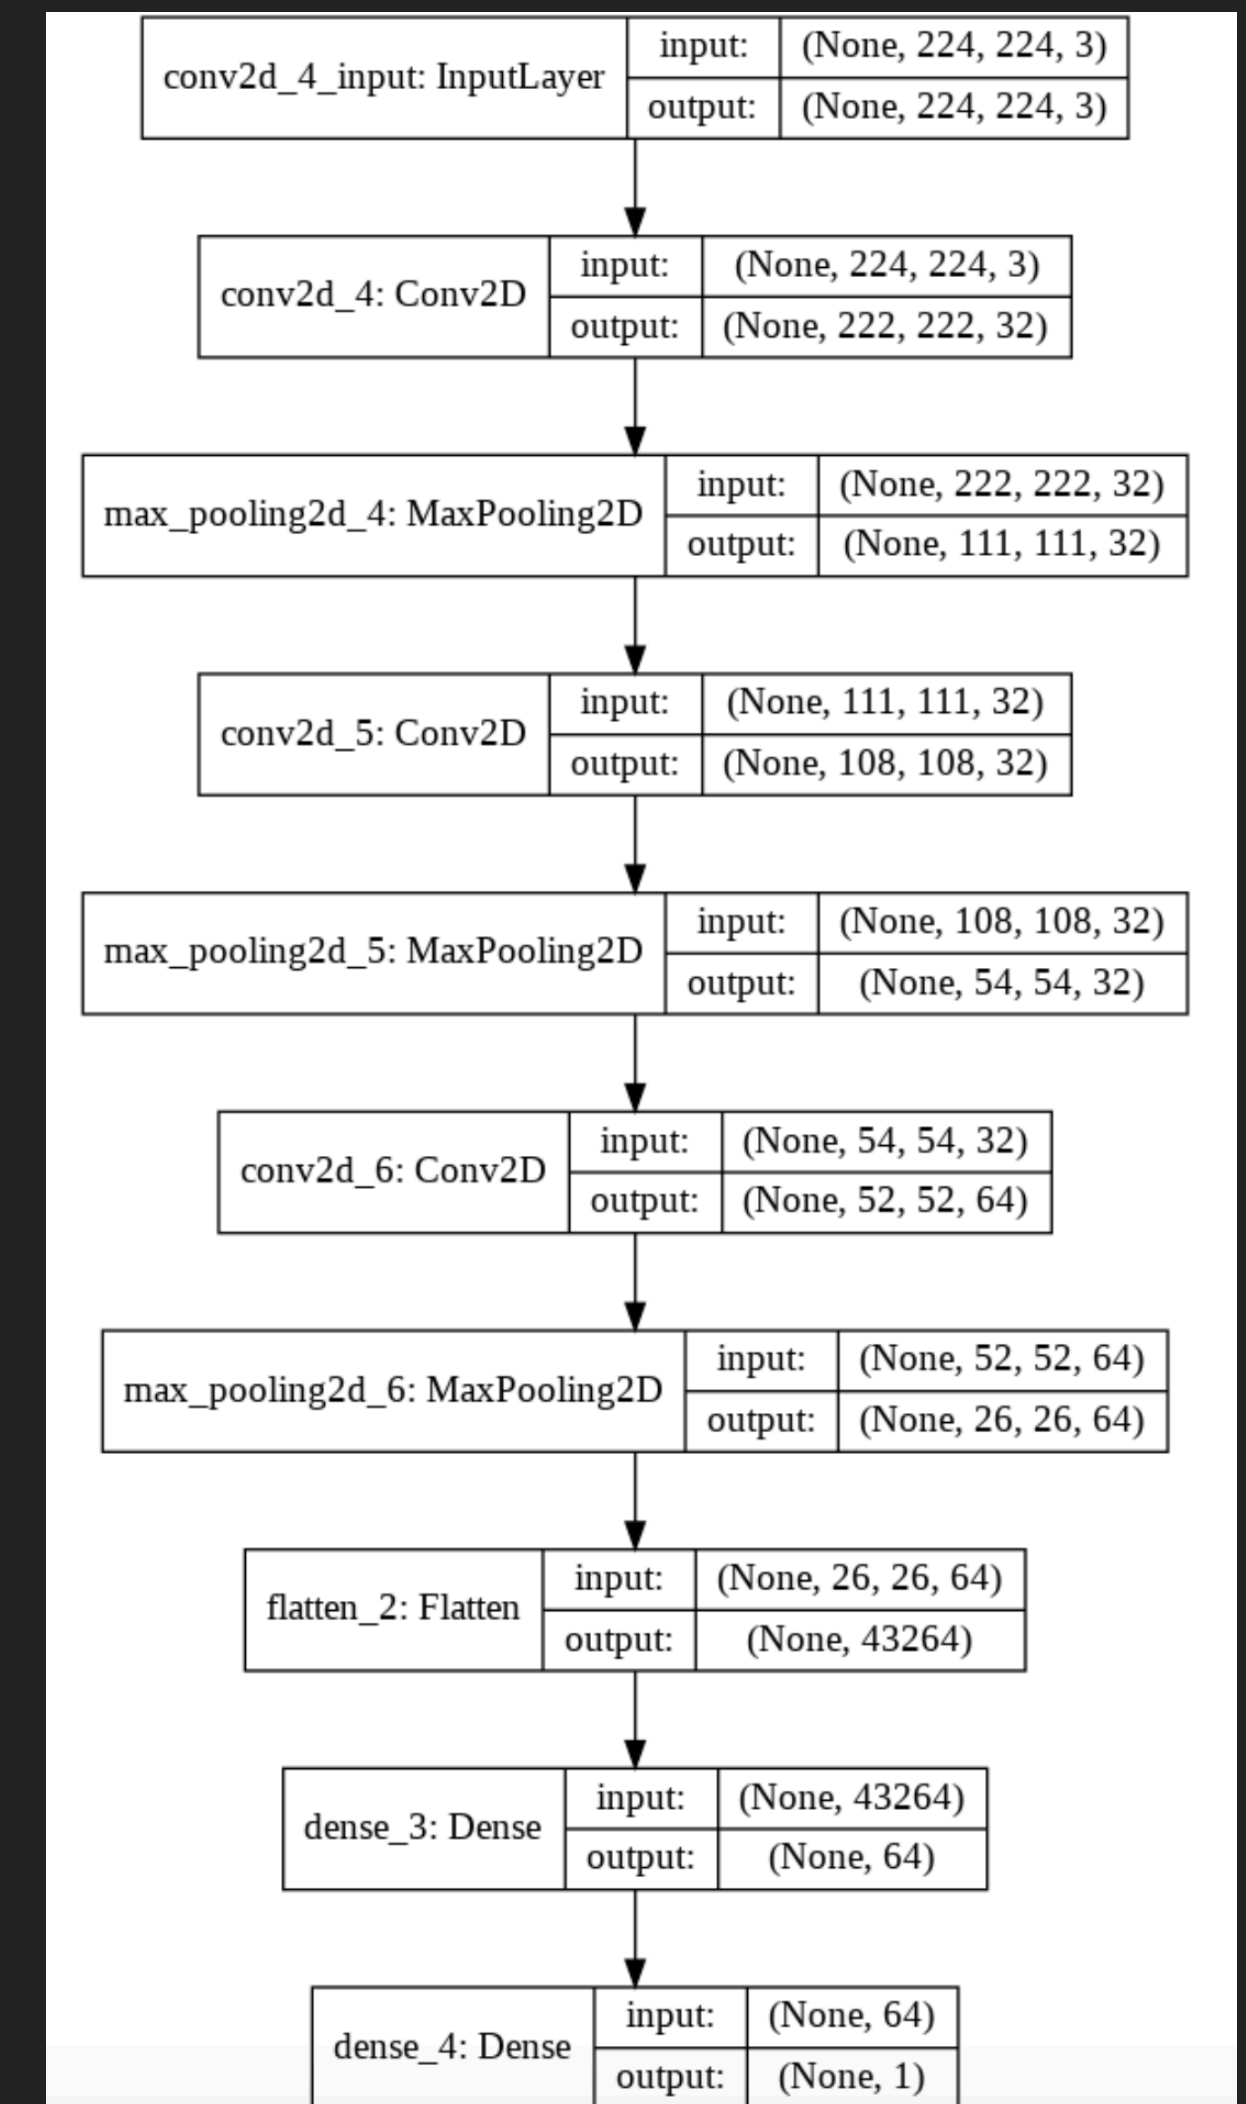 conv2d_4_input: InputLayer
input: (None, 224, 224, 3)
output: (None, 224, 224, 3)
conv2d_4: Conv2D
input: (None, 224, 224, 3)
output: (None, 222, 222, 32)
max_pooling2d_4: MaxPooling2D
input: (None, 222, 222, 32)
output: (None, 111, 111, 32)
conv2d_5: Conv2D
input: (None, 111, 111, 32)
output: (None, 108, 108, 32)
max_pooling2d_5: MaxPooling2D
input: (None, 108, 108, 32)
output: (None, 54, 54, 32)
conv2d_6: Conv2D
input: (None, 54, 54, 32)
output: (None, 52, 52, 64)
max_pooling2d_6: MaxPooling2D
input: (None, 52, 52, 64)
output: (None, 26, 26, 64)
flatten_2: Flatten
input: (None, 26, 26, 64)
output: (None, 43264)
dense_3: Dense
input: (None, 43264)
output: (None, 64)
dense_4: Dense
input: (None, 64)
output: (None, 1)